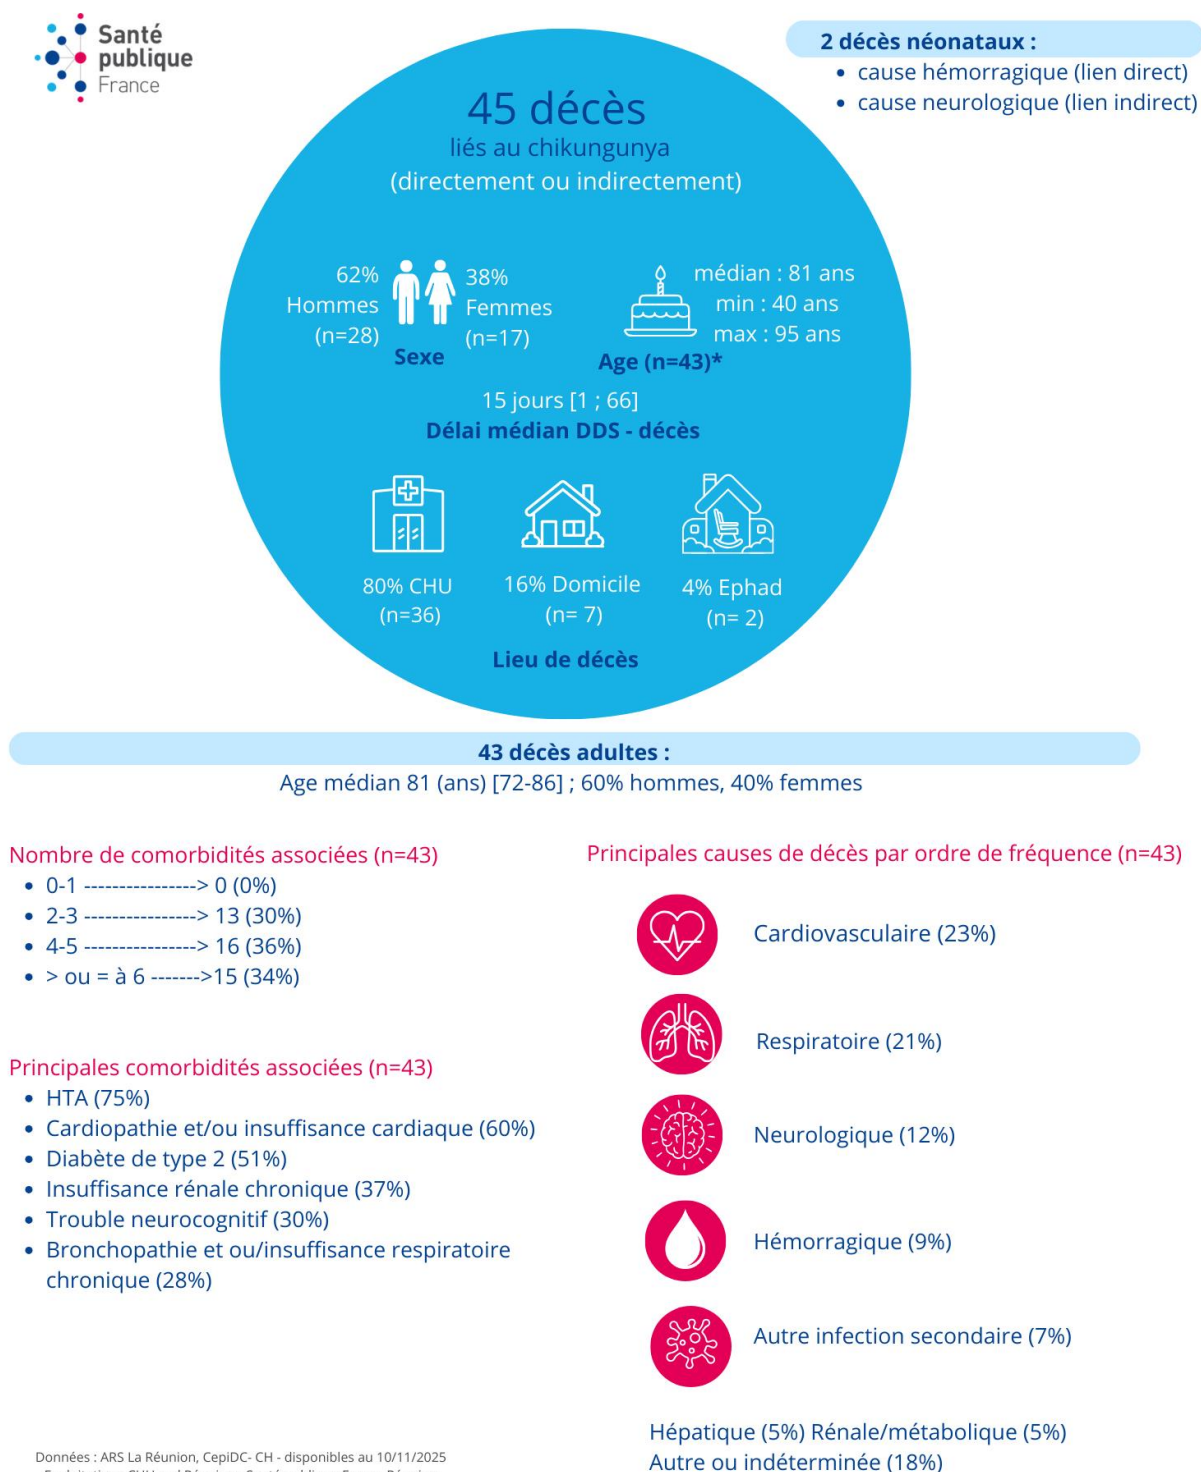 Santé
publique
France
2 décès néonataux :
• cause hémorragique (lien direct)
• cause neurologique (lien indirect)
45 décès
liés au chikungunya
(directement ou indirectement)
62%
Hommes
(n=28)
38%
Femmes
(n=17)
Sexe
médian : 81 ans
min : 40 ans
max : 95 ans
Age (n=43)*
15 jours [1 ; 66]
Délai médian DDS - décès
80% CHU
(n=36)
16% Domicile
(n= 7)
4% Ephad
(n= 2)
Lieu de décès
43 décès adultes :
Age médian 81 (ans) [72-86] ; 60% hommes, 40% femmes
Nombre de comorbidités associées (n=43)
• 0-1 ----------------> 0 (0%)
• 2-3 ----------------> 13 (30%)
• 4-5 ----------------> 16 (36%)
• > ou = à 6 ------->15 (34%)
Principales comorbidités associées (n=43)
• HTA (75%)
• Cardiopathie et/ou insuffisance cardiaque (60%)
• Diabète de type 2 (51%)
• Insuffisance rénale chronique (37%)
• Trouble neurocognitif (30%)
• Bronchopathie et ou/insuffisance respiratoire
chronique (28%)
Principales causes de décès par ordre de fréquence (n=43)
Cardiovasculaire (23%)
Respiratoire (21%)
Neurologique (12%)
Hémorragique (9%)
Autre infection secondaire (7%)
Hépatique (5%) Rénale/métabolique (5%)
Autre ou indéterminée (18%)
Données : ARS La Réunion, CepiDC- CH - disponibles au 10/11/2025